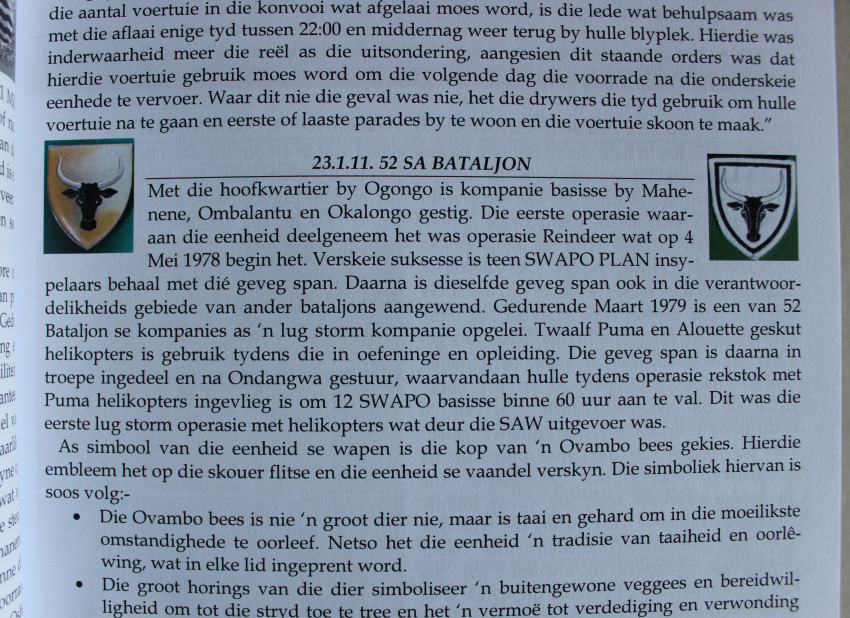 die aantal voertuie in die konvooi wat afgelaai moes word, is die lede wat behulpsaam was
met die aflaai enige tyd tussen 22:00 en middernag weer terug by hulle blyplek. Hierdie was
inderwaarheid meer die reël as die uitsondering, aangesien dit staande orders was dat
hierdie voertuie gebruik moes word om die volgende dag die voorrade na die onderskeie
eenhede te vervoer. Waar dit nie die geval was nie, het die drywers die tyd gebruik om hulle
voertuie na te gaan en eerste of laaste parades by te woon en die voertuie skoon te maak.”
23.1.11. 52 SA BATALJON
Met die hoofkwartier by Ogongo is kompanie basisse by Mahe-
nene, Ombalantu en Okalongo gestig. Die eerste operasie waar-
aan die eenheid deelgeneem het was operasie Reindeer wat op 4
Mei 1978 begin het. Verskeie suksesse is teen SWAPO PLAN insy-
pelaars behaal met dié geveg span. Daarna is dieselfde geveg span ook in die verantwoor-
delikheids gebiede van ander bataljons aangewend. Gedurende Maart 1979 is een van 52
Bataljon se kompanies as ‘n lug storm kompanie opgelei. Twaalf Puma en Alouette geskut
helikopters is gebruik tydens die in oefeninge en opleiding. Die geveg span is daarna in
troepe ingedeel en na Ondangwa gestuur, waarvandaan hulle tydens operasie rekstok met
Puma helikopters ingevlieg is om 12 SWAPO basisse binne 60 uur aan te val. Dit was die
eerste lug storm operasie met helikopters wat deur die SAW uitgevoer was.
As simbool van die eenheid se wapen is die kop van ‘n Ovambo bees gekies. Hierdie
embleem het op die skouer flitse en die eenheid se vaandel verskyn. Die simboliek hiervan is
soos volg:-
• Die Ovambo bees is nie ‘n groot dier nie, maar is taai en gehard om in die moeilikste
omstandighede te oorleef. Netso het die eenheid ‘n tradisie van taaiheid en oorlê-
wing, wat in elke lid ingeprent word.
• Die groot horings van die dier simboliseer ‘n buitengewone veggees en bereidwil-
ligheid om tot die stryd toe te tree en het ‘n vermoë tot verdediging en verwonding